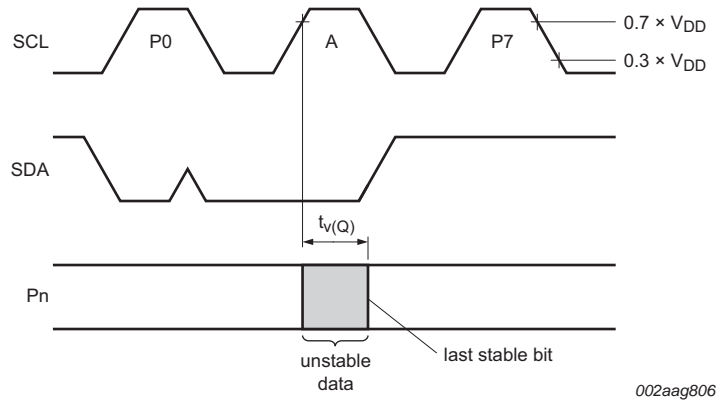 SCL
P0
A
P7
0.7 × VDD
0.3 × VDD
SDA
tv(Q)
Pn
unstable
data
last stable bit
002aag806